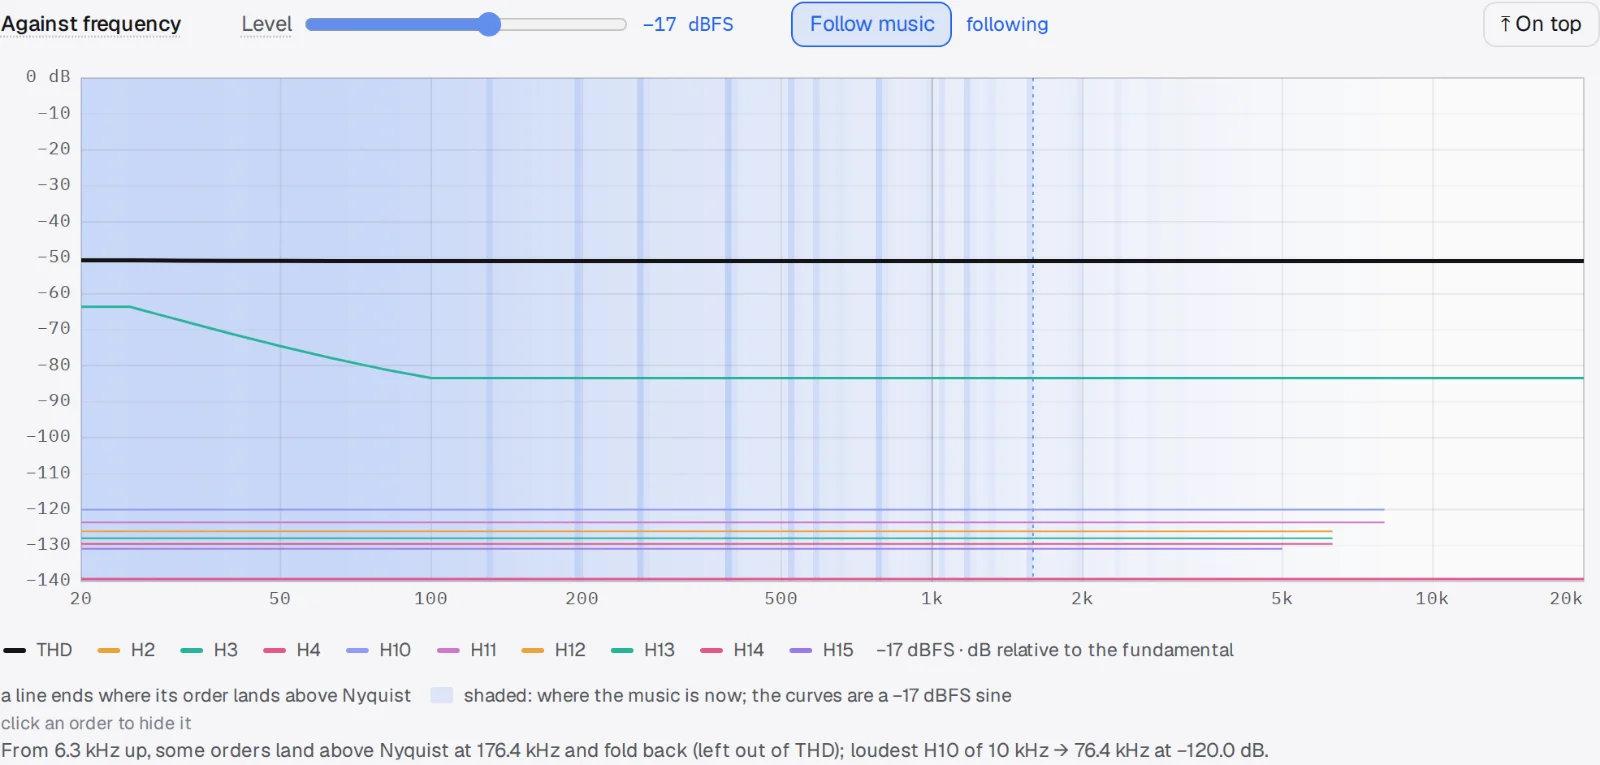 Against frequency Level −17 dBFS Follow music following ⤒ On top
0 dB
−10
−20
−30
−40
−50
−60
−70
−80
−90
−100
−110
−120
−130
−140
20 50 100 200 500 1k 2k 5k 10k 20k
THD H2 H3 H4 H10 H11 H12 H13 H14 H15 −17 dBFS · dB relative to the fundamental
a line ends where its order lands above Nyquist shaded: where the music is now; the curves are a −17 dBFS sine
click an order to hide it
From 6.3 kHz up, some orders land above Nyquist at 176.4 kHz and fold back (left out of THD); loudest H10 of 10 kHz → 76.4 kHz at −120.0 dB.